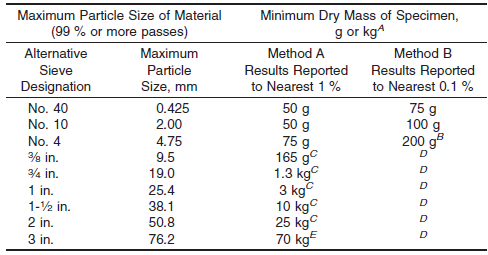 Maximum Particle Size of Material Minimum Dry Mass of Specimen,
(99 % or more passes) g or kgA
Alternative Maximum Method A Method B
Sieve Particle Results Reported Results Reported
Designation Size, mm to Nearest 1 % to Nearest 0.1 %
No. 40 0.425 50 g 75 g
No. 10 2.00 50 g 100 g
No. 4 4.75 75 g 200 gB
⅜ in. 9.5 165 gC D
¾ in. 19.0 1.3 kgC D
1 in. 25.4 3 kgC D
1-½ in. 38.1 10 kgC D
2 in. 50.8 25 kgC D
3 in. 76.2 70 kgE D